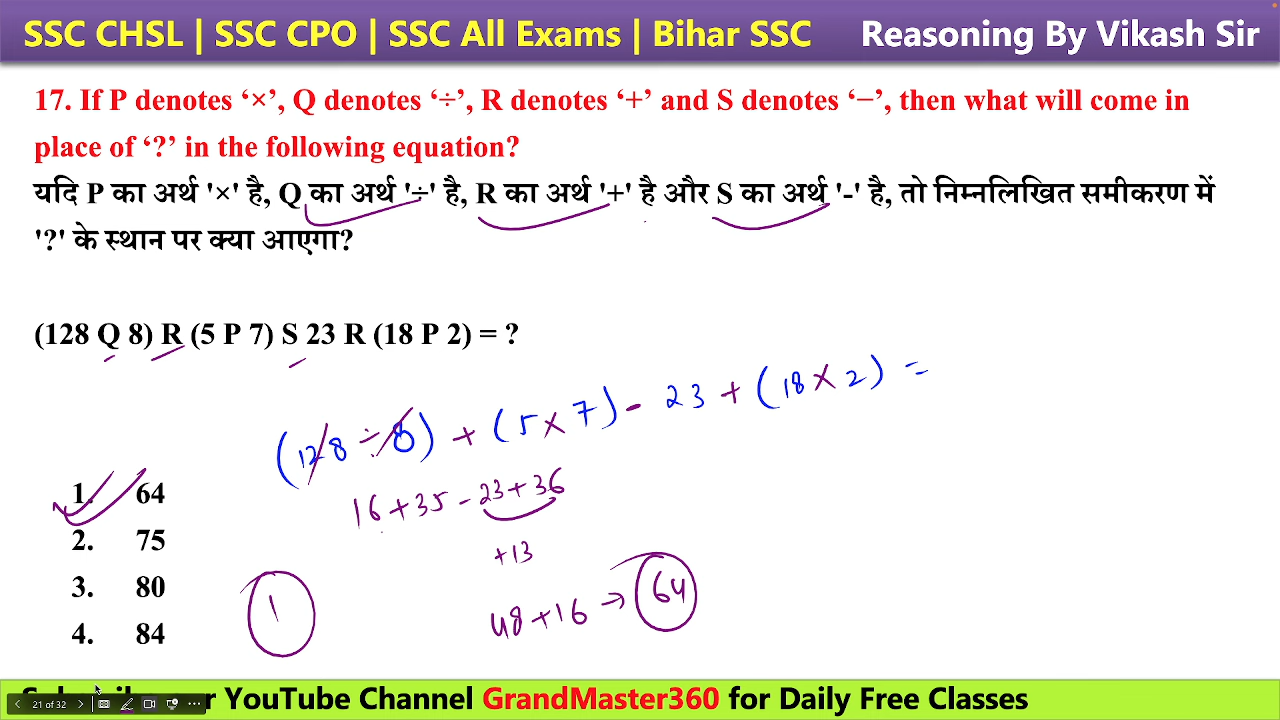 SSC CHSL | SSC CPO | SSC All Exams | Bihar SSC Reasoning By Vikash Sir
17. If P denotes ‘×’, Q denotes ‘÷’, R denotes ‘+’ and S denotes ‘−’, then what will come in
place of ‘?’ in the following equation?
यदि P का अर्थ '×' है, Q का अर्थ '÷' है, R का अर्थ '+' है और S का अर्थ '-' है, तो निम्नलिखित समीकरण में
'?' के स्थान पर क्या आएगा?
(128 Q 8) R (5 P 7) S 23 R (18 P 2) = ?
(128 ÷ 8) + (5 × 7) - 23 + (18 × 2) =
16 + 35 - 23 + 36
+13
48 + 16 → 64
1
1. 64
2. 75
3. 80
4. 84
YouTube Channel GrandMaster360 for Daily Free Classes
21 of 32